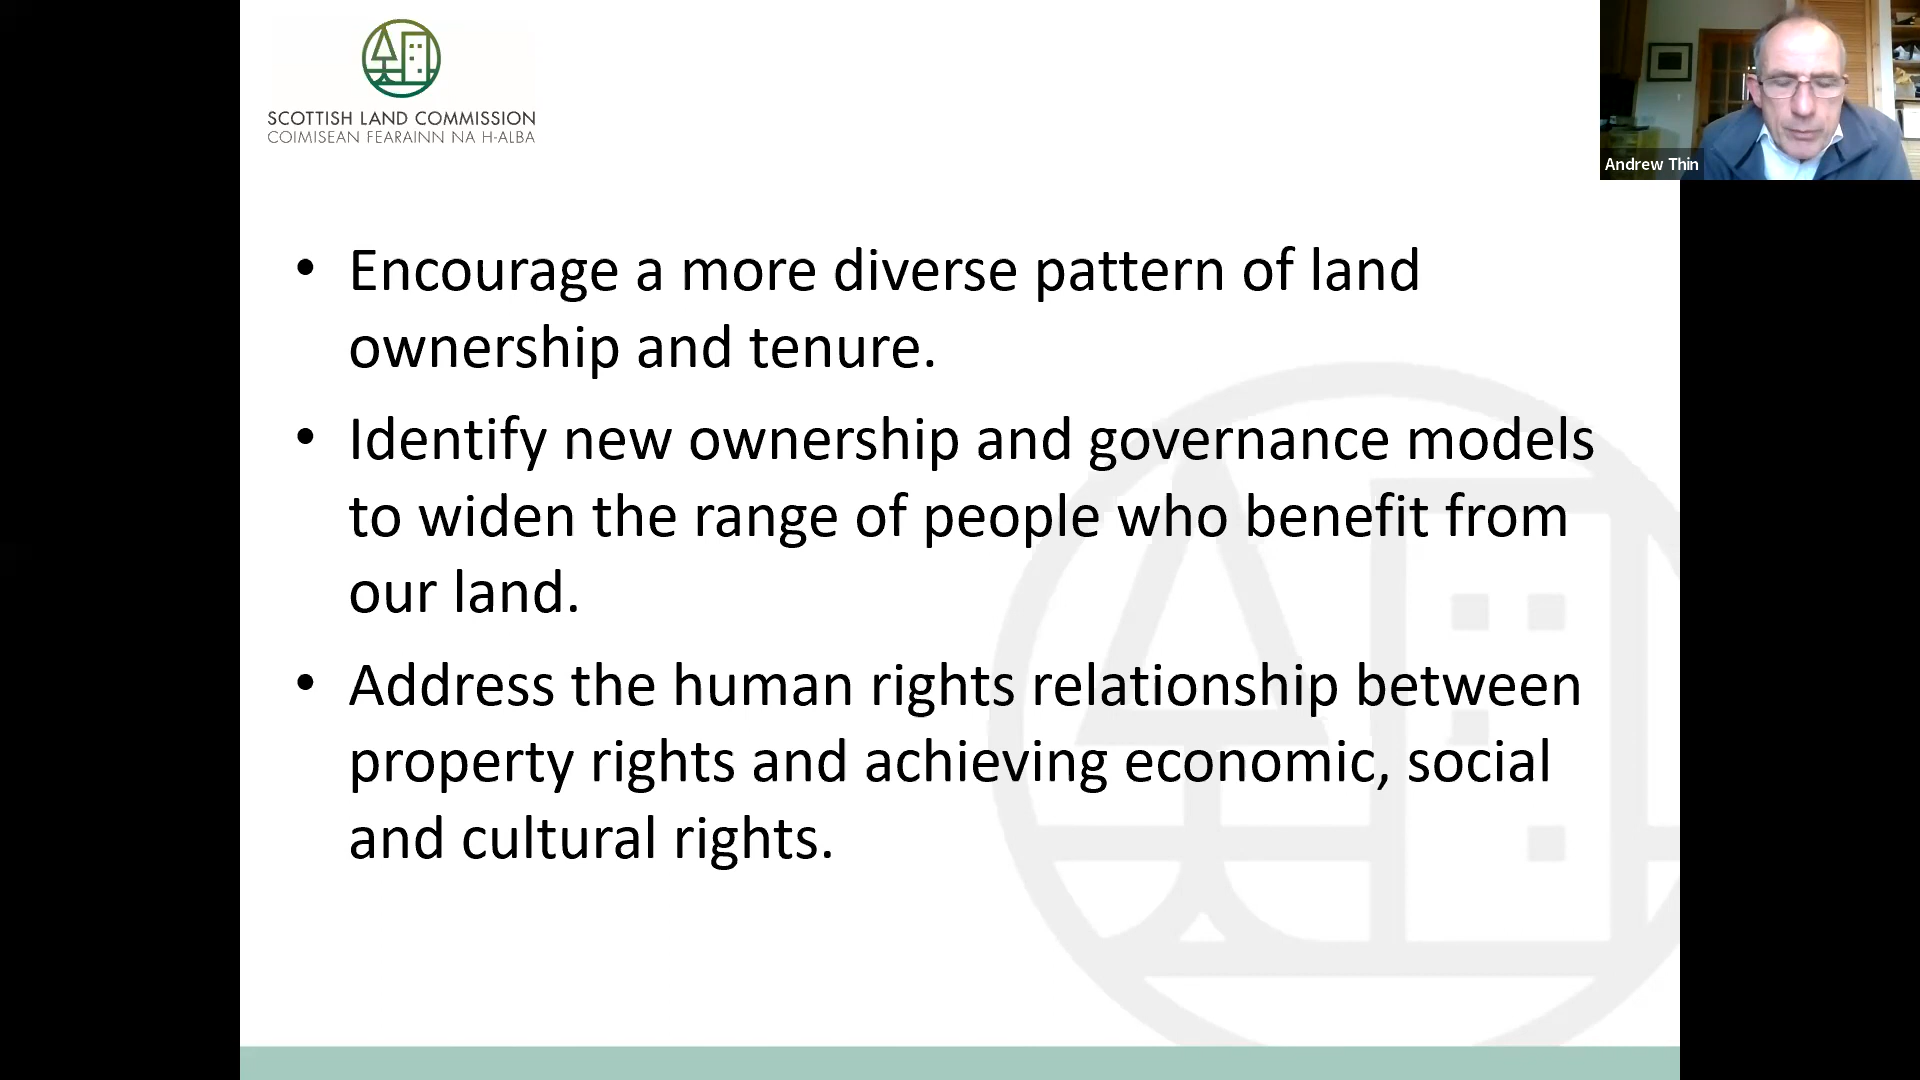 SCOTTISH LAND COMMISSION
COIMISEAN FEARAINN NA H-ALBA
Andrew Thin
• Encourage a more diverse pattern of land
ownership and tenure.
• Identify new ownership and governance models
to widen the range of people who benefit from
our land.
• Address the human rights relationship between
property rights and achieving economic, social
and cultural rights.